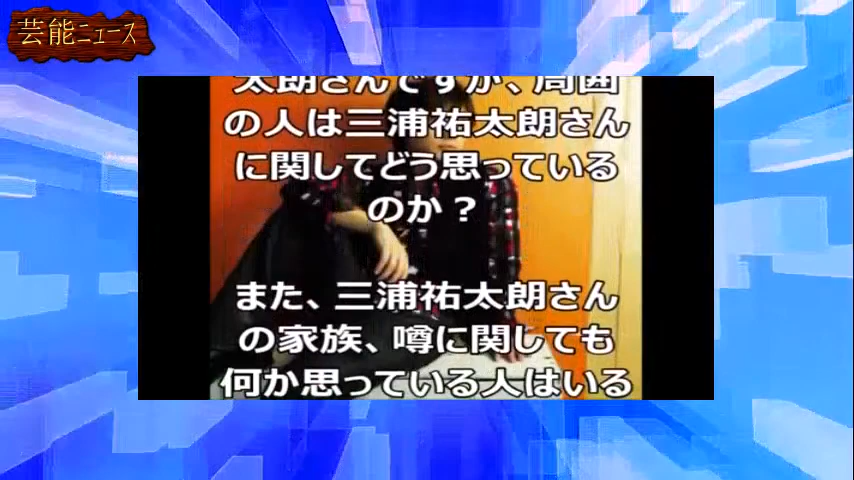 芸能ニュース
太朗さんですが、周囲
の人は三浦祐太朗さん
に関してどう思っている
のか？
また、三浦祐太朗さん
の家族、噂に関しても
何か思っている人はいる